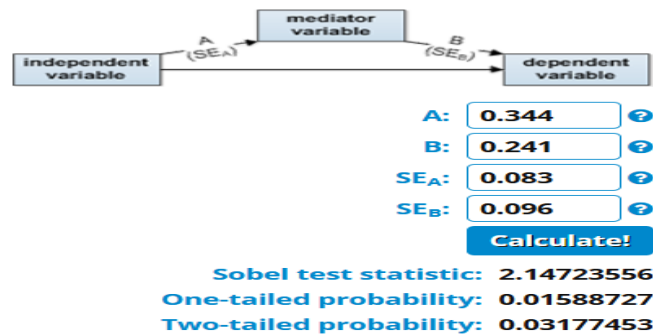 mediator
variable
A
(SEA)
B
(SEB)
independent
variable
dependent
variable
A: 0.344 ?
B: 0.241 ?
SEA: 0.083 ?
SEB: 0.096 ?
Calculate!
Sobel test statistic: 2.14723556
One-tailed probability: 0.01588727
Two-tailed probability: 0.03177453